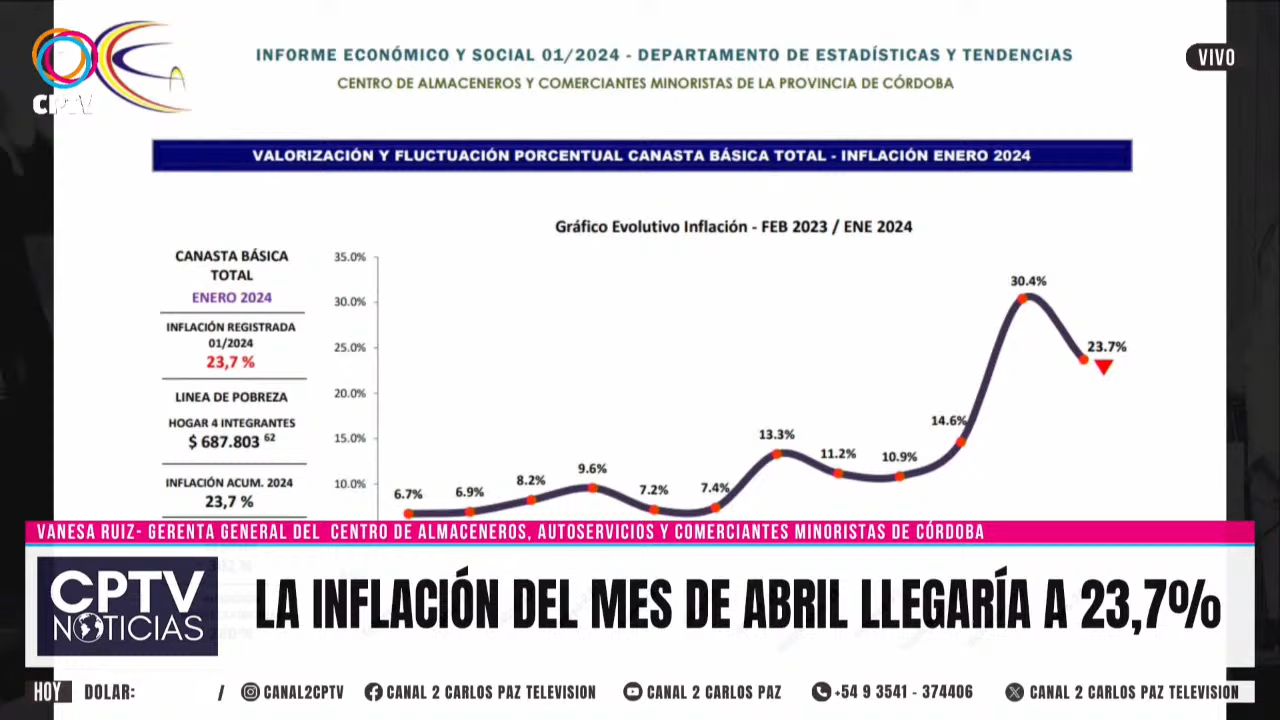 INFORME ECONÓMICO Y SOCIAL 01/2024 - DEPARTAMENTO DE ESTADÍSTICAS Y TENDENCIAS
CENTRO DE ALMACENEROS Y COMERCIANTES MINORISTAS DE LA PROVINCIA DE CÓRDOBA
CPTV
VIVO
VALORIZACIÓN Y FLUCTUACIÓN PORCENTUAL CANASTA BÁSICA TOTAL - INFLACIÓN ENERO 2024
Gráfico Evolutivo Inflación - FEB 2023 / ENE 2024
CANASTA BÁSICA
TOTAL
ENERO 2024
INFLACIÓN REGISTRADA
01/2024
23,7 %
LINEA DE POBREZA
HOGAR 4 INTEGRANTES
$ 687.803 62
INFLACIÓN ACUM. 2024
23,7 %
35.0%
30.0%
25.0%
20.0%
15.0%
10.0%
6.7%
6.9%
8.2%
9.6%
7.2%
7.4%
13.3%
11.2%
10.9%
14.6%
30.4%
23.7%
VANESA RUIZ- GERENTA GENERAL DEL CENTRO DE ALMACENEROS, AUTOSERVICIOS Y COMERCIANTES MINORISTAS DE CÓRDOBA
CPTV
NOTICIAS
LA INFLACIÓN DEL MES DE ABRIL LLEGARÍA A 23,7%
HOY DOLAR: / CANAL2CPTV CANAL 2 CARLOS PAZ TELEVISION CANAL 2 CARLOS PAZ +54 9 3541 - 374406 CANAL 2 CARLOS PAZ TELEVISION